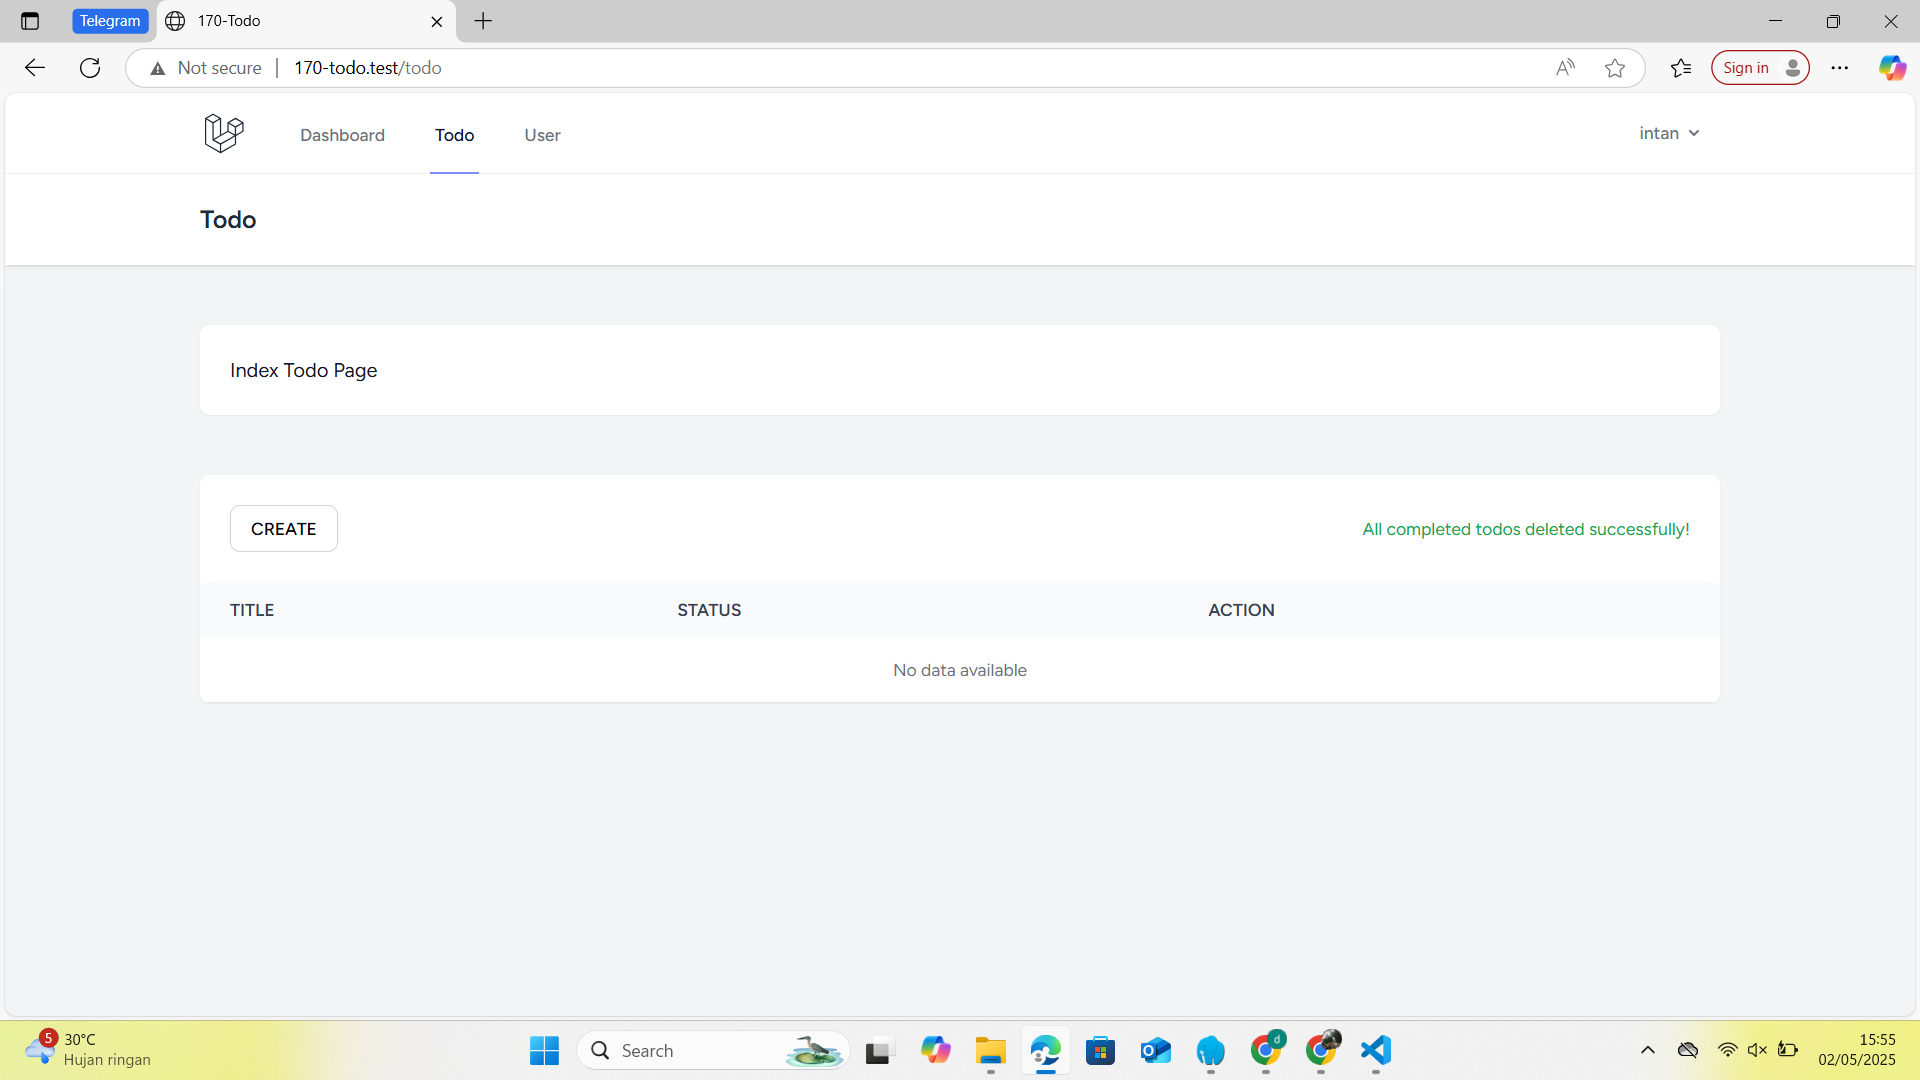 Telegram
170-Todo
Not secure
170-todo.test/todo
Sign in
Dashboard
Todo
User
intan
Todo
Index Todo Page
CREATE
All completed todos deleted successfully!
TITLE STATUS ACTION
No data available
5
30°C
Hujan ringan
Search
d
15:55
02/05/2025